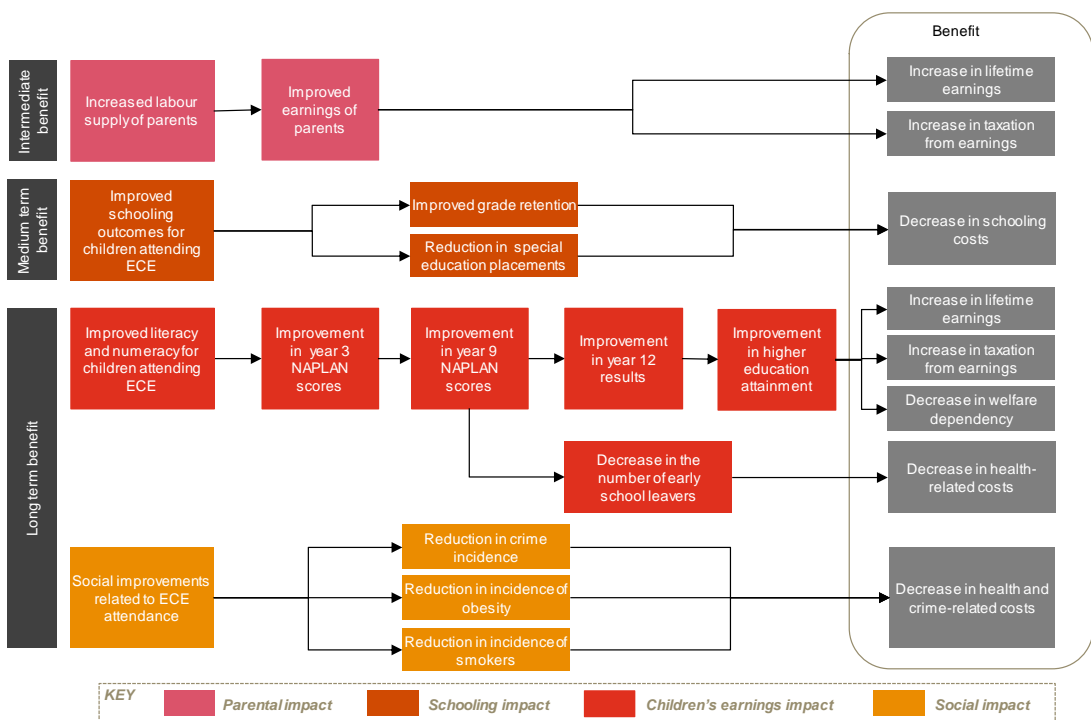 Benefit
Intermediate
benefit
Increased labour
supply of parents
Improved
earnings of
parents
Increase in lifetime
earnings
Increase in taxation
from earnings
Medium term
benefit
Improved
schooling
outcomes for
children attending
ECE
Improved grade retention
Reduction in special
education placements
Decrease in schooling
costs
Long term benefit
Improved literacy
and numeracy for
children attending
ECE
Improvement
in year 3
NAPLAN
scores
Improvement
in year 9
NAPLAN
scores
Improvement
in year 12
results
Improvement
in higher
education
attainment
Increase in lifetime
earnings
Increase in taxation
from earnings
Decrease in welfare
dependency
Decrease in the
number of early
school leavers
Decrease in health-
related costs
Social improvements
related to ECE
attendance
Reduction in crime
incidence
Reduction in incidence of
obesity
Reduction in incidence of
smokers
Decrease in health and
crime-related costs
KEY
Parental impact
Schooling impact
Children's earnings impact
Social impact